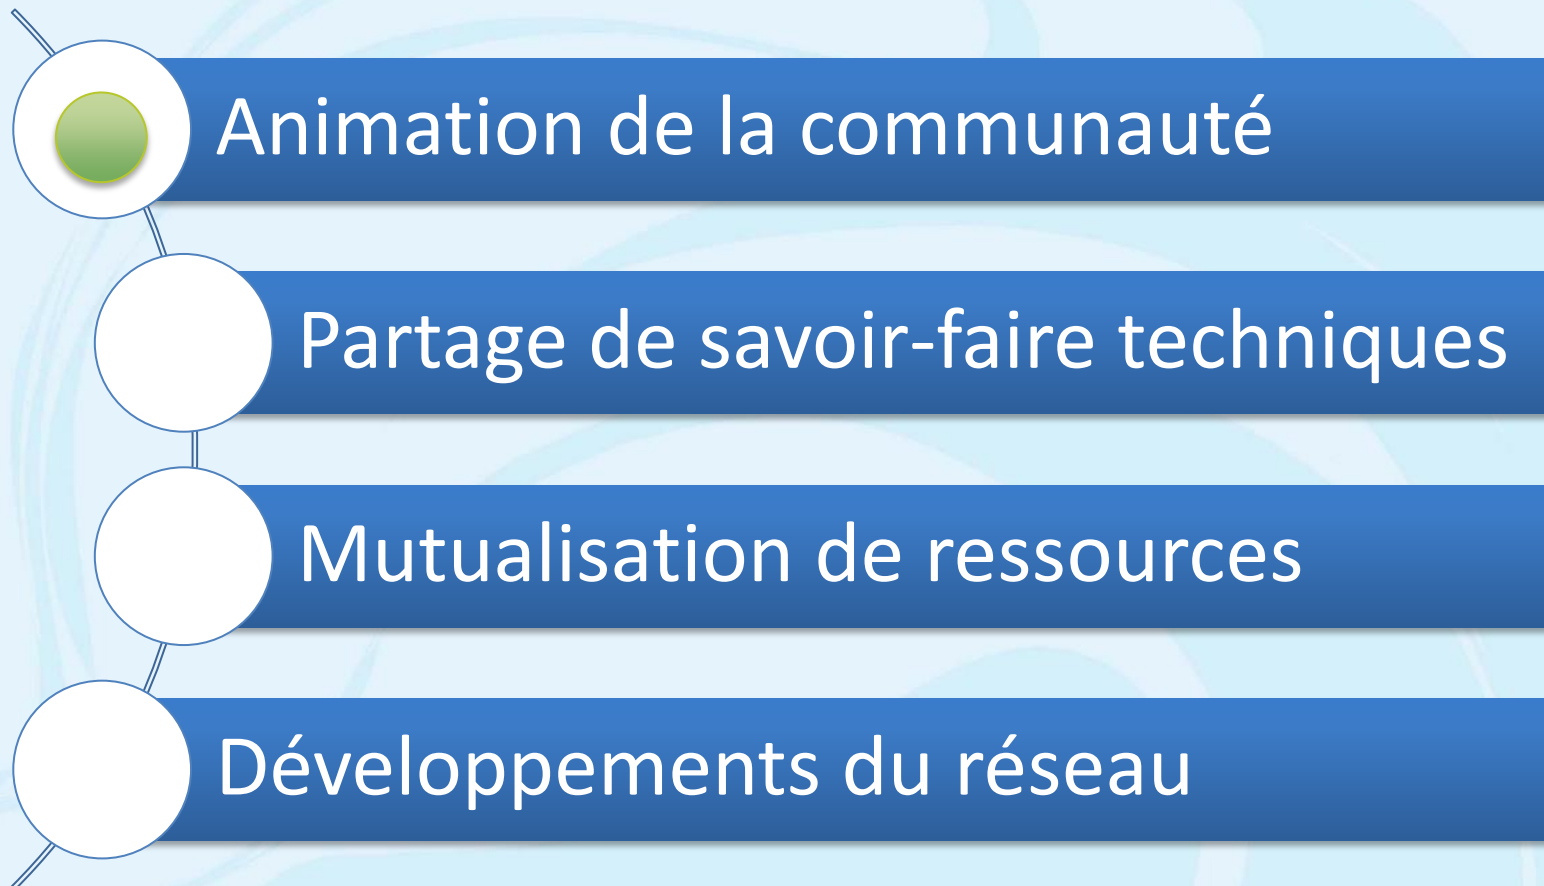 Animation de la communauté
Partage de savoir-faire techniques
Mutualisation de ressources
Développements du réseau